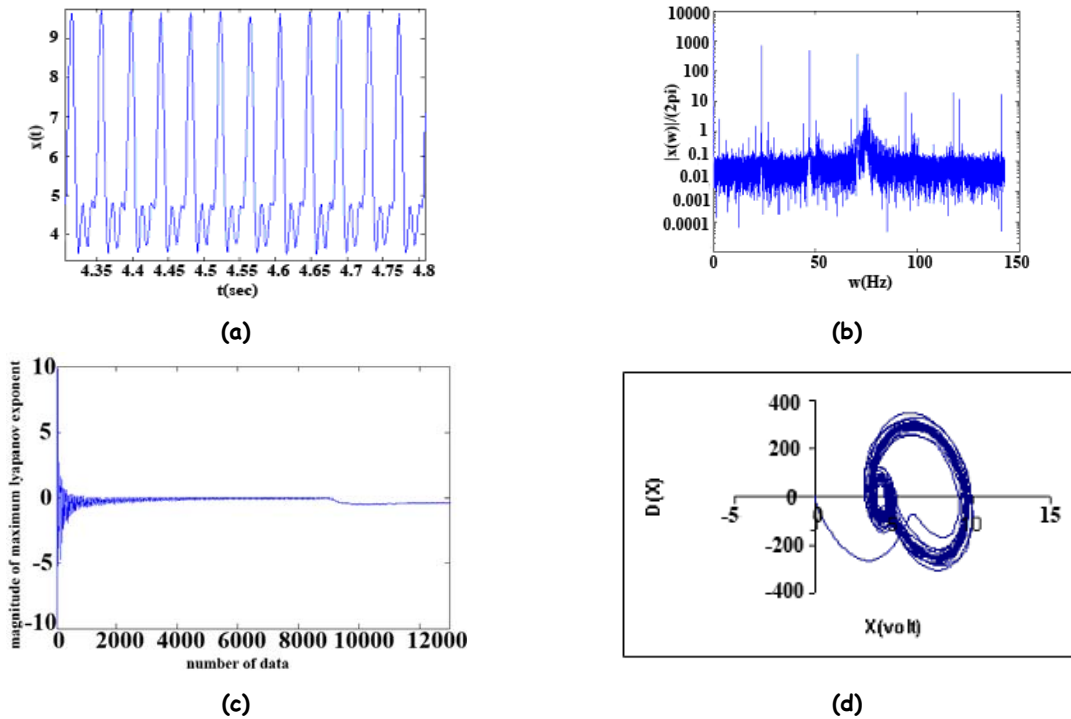 9
8
7
6
5
4
x(t)
4.35 4.4 4.45 4.5 4.55 4.6 4.65 4.7 4.75 4.8
t(sec)
(a)
10000
1000
100
10
1
0.1
0.01
0.001
0.0001
|x(w)|/(2pi)
0 50 100 150
w(Hz)
(b)
10
5
0
-5
-10
magnitude of maximum lyapanov exponent
0 2000 4000 6000 8000 10000 12000
number of data
(c)
400
200
0
-200
-400
D(X)
-5 0 15
X(volt)
(d)